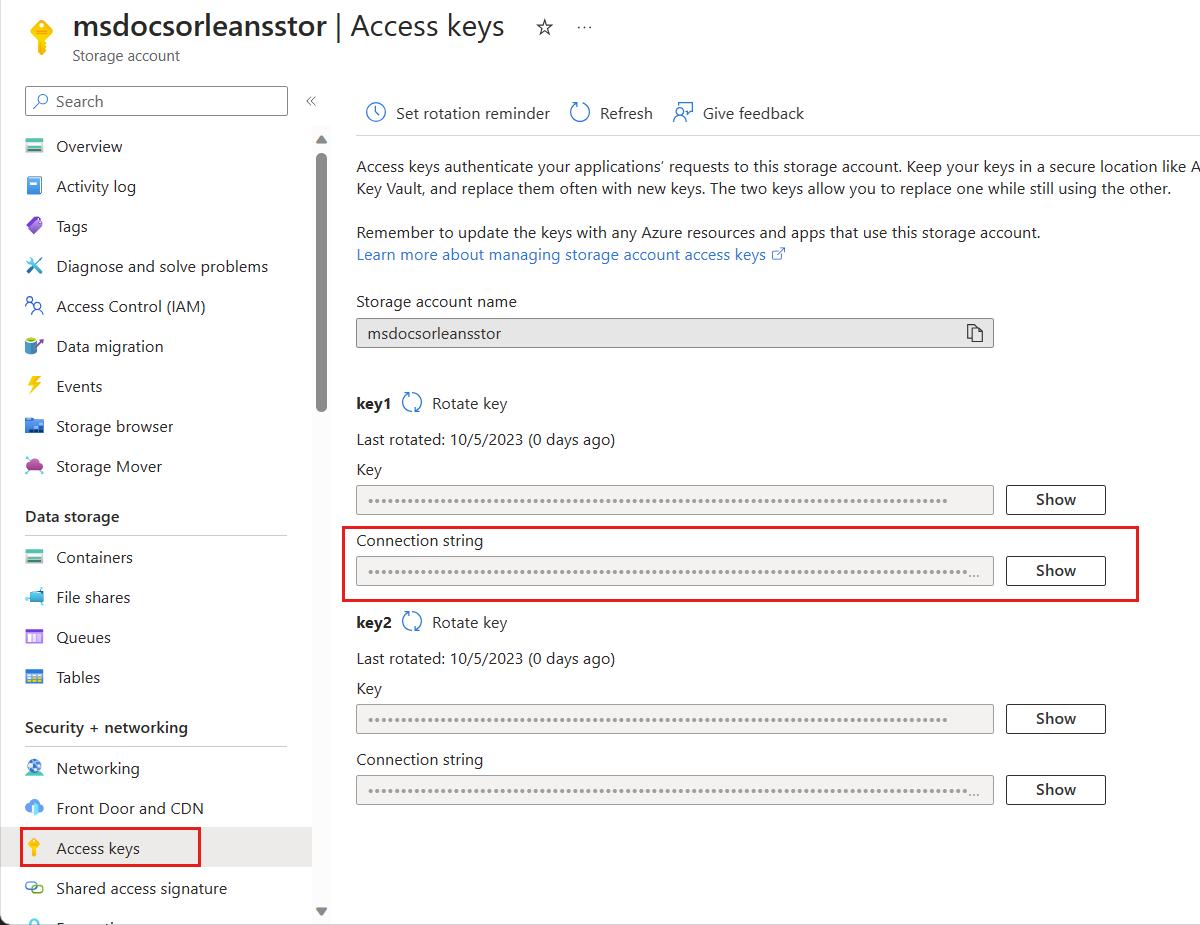 msdocsorleansstor | Access keys
Storage account
Search
Overview
Activity log
Tags
Diagnose and solve problems
Access Control (IAM)
Data migration
Events
Storage browser
Storage Mover
Data storage
Containers
File shares
Queues
Tables
Security + networking
Networking
Front Door and CDN
Access keys
Shared access signature
Set rotation reminder
Refresh
Give feedback
Access keys authenticate your applications’ requests to this storage account. Keep your keys in a secure location like
Key Vault, and replace them often with new keys. The two keys allow you to replace one while still using the other.
Remember to update the keys with any Azure resources and apps that use this storage account.
Learn more about managing storage account access keys
Storage account name
msdocsorleansstor
key1 Rotate key
Last rotated: 10/5/2023 (0 days ago)
Key
Show
Connection string
Show
key2 Rotate key
Last rotated: 10/5/2023 (0 days ago)
Key
Show
Connection string
Show